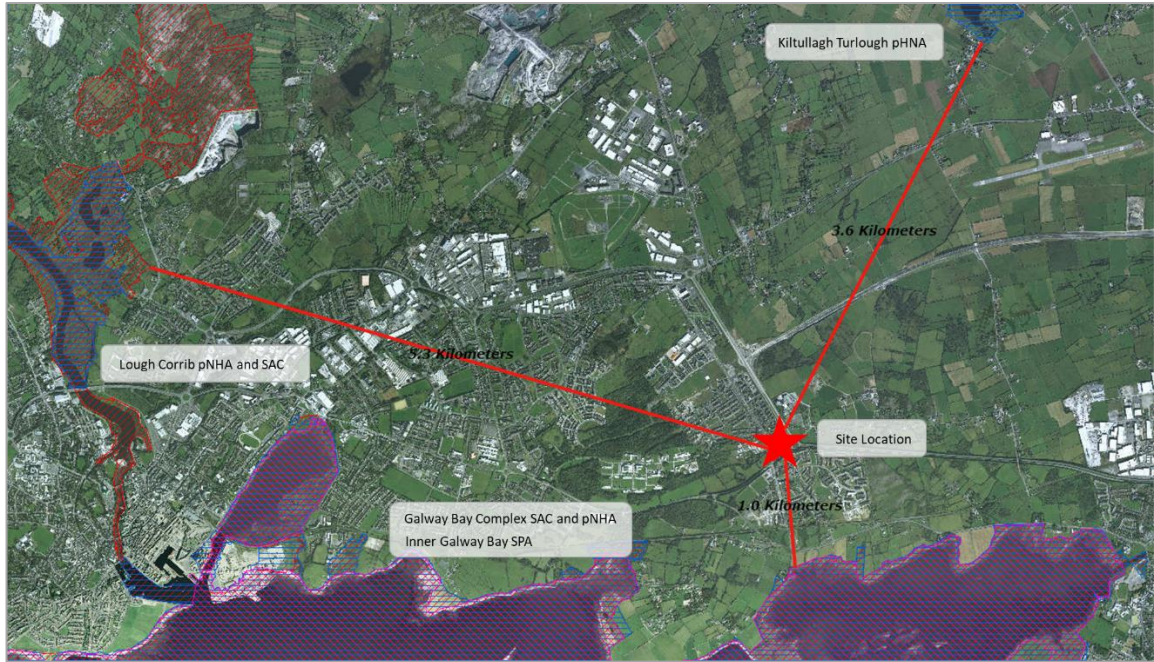 Kiltullagh Turlough pHNA
3.6 Kilometers
5.3 Kilometers
Lough Corrib pNHA and SAC
Site Location
1.0 Kilometers
Galway Bay Complex SAC and pNHA
Inner Galway Bay SPA